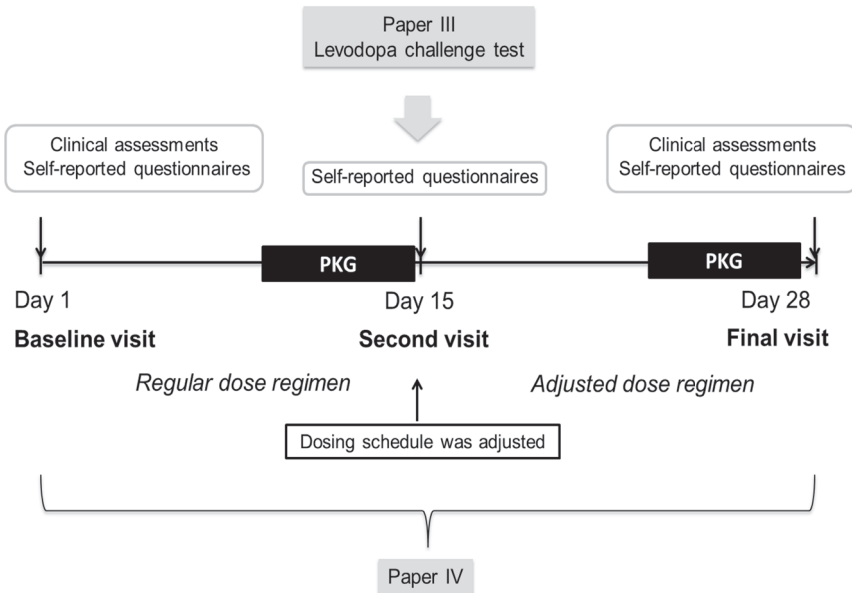 Paper III
Levodopa challenge test
Clinical assessments
Self-reported questionnaires
Self-reported questionnaires
Clinical assessments
Self-reported questionnaires
PKG
PKG
Day 1
Day 15
Day 28
Baseline visit
Second visit
Final visit
Regular dose regimen
Adjusted dose regimen
Dosing schedule was adjusted
Paper IV